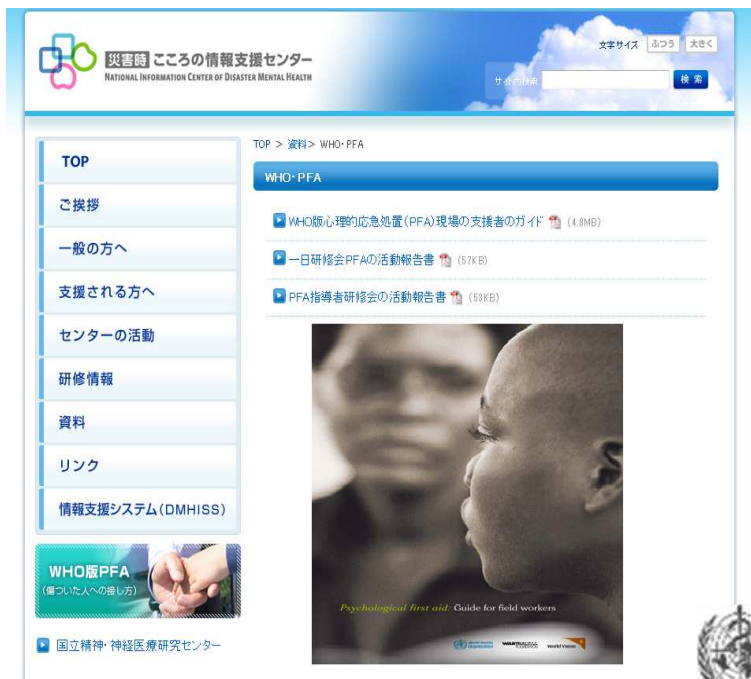 災害時 こころの情報支援センター
NATIONAL INFORMATION CENTER OF DISASTER MENTAL HEALTH
文字サイズ ふつう 大きく
サイト内検索 検索
TOP
ご挨拶
一般の方へ
支援される方へ
センターの活動
研修情報
資料
リンク
情報支援システム(DMHISS)
WHO版PFA
(傷ついた人への接し方)
国立精神・神経医療研究センター
TOP > 資料> WHO・PFA
WHO・PFA
WHO版心理的応急処置(PFA)現場の支援者のガイド (4.8MB)
一日研修会PFAの活動報告書 (57KB)
PFA指導者研修会の活動報告書 (53KB)
Psychological first aid: Guide for field workers
World Health Organization
World Vision